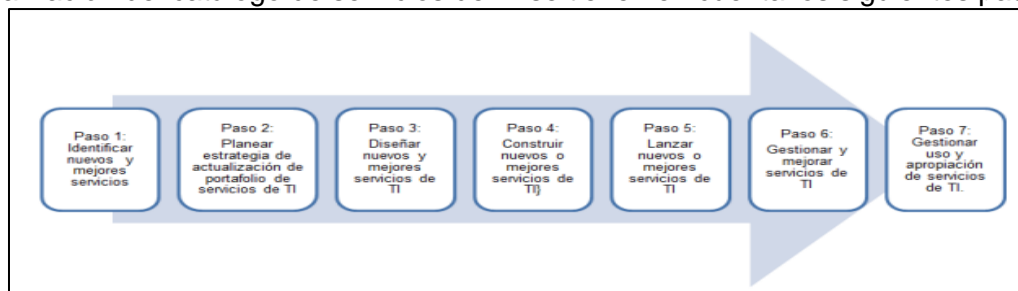 Paso 1:
Identificar
nuevos y
mejores
servicios
Paso 2:
Planear
estrategia de
actualización de
portafolio de
servicios de TI
Paso 3:
Diseñar
nuevos y
mejores
servicios de
TI
Paso 4:
Construir
nuevos o
mejores
servicios de
TI}
Paso 5:
Lanzar
nuevos o
mejores
servicios de
TI
Paso 6:
Gestionar y
mejorar
servicios de
TI
Paso 7:
Gestionar
uso y
apropiación
de servicios
de TI.